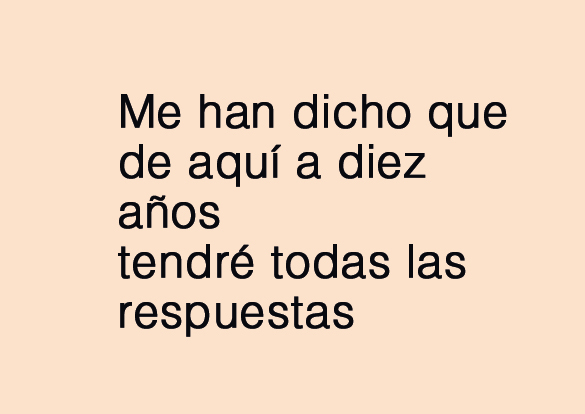 Me han dicho que
de aquí a diez
años
tendré todas las
respuestas